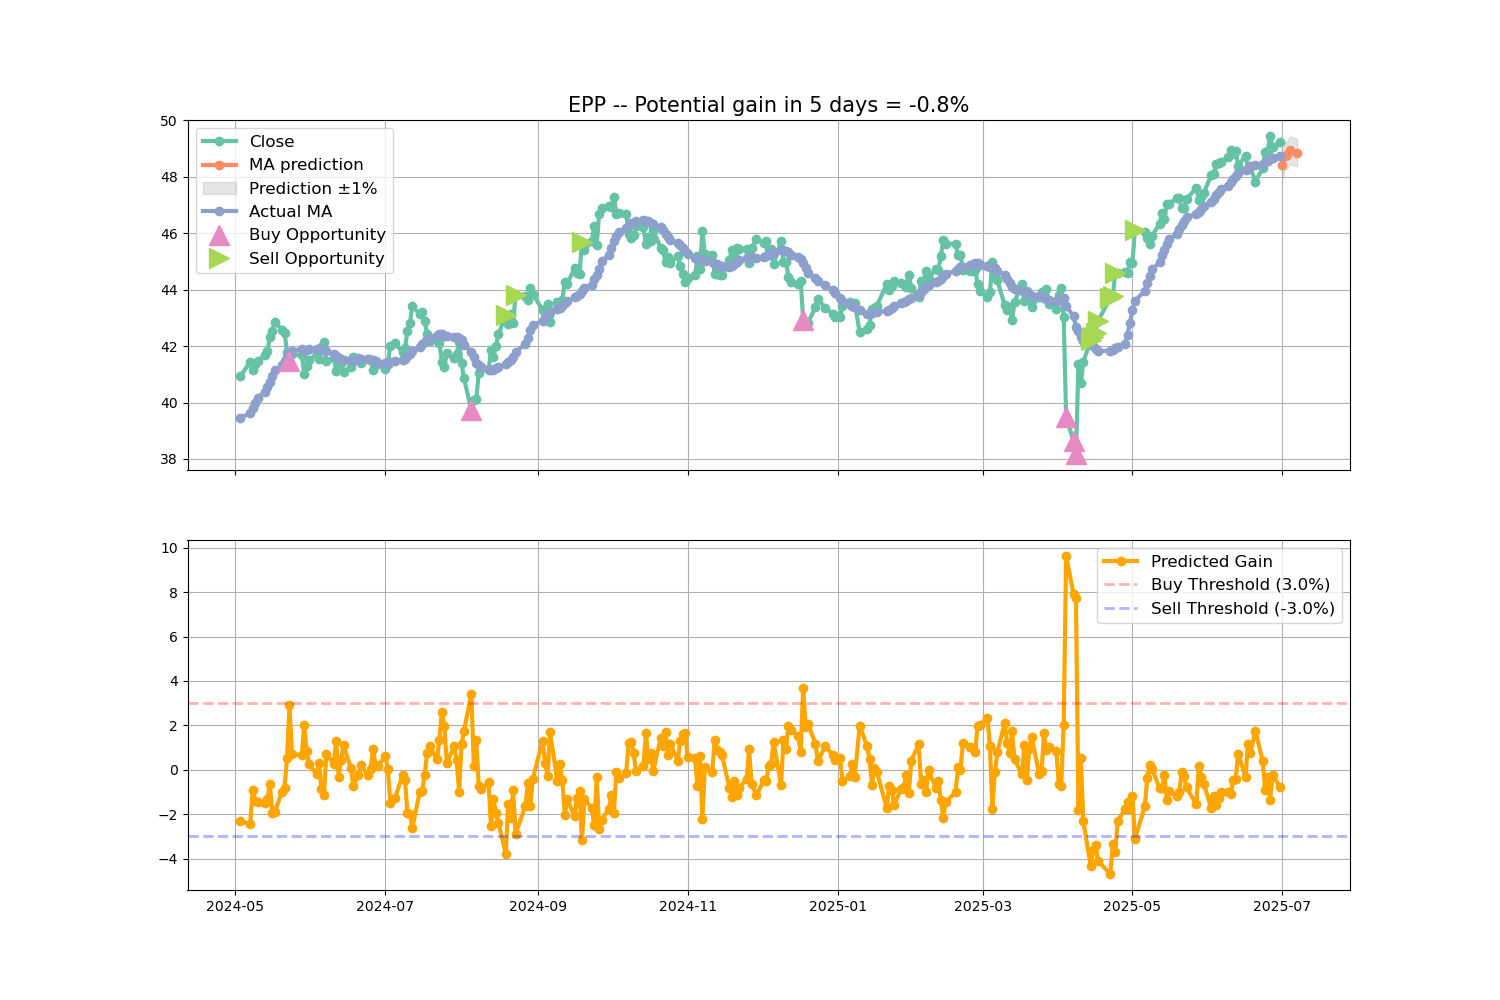 EPP -- Potential gain in 5 days = -0.8%
50
48
46
44
42
40
38
Close
MA prediction
Prediction ±1%
Actual MA
Buy Opportunity
Sell Opportunity
10
8
6
4
2
0
−2
−4
Predicted Gain
Buy Threshold (3.0%)
Sell Threshold (-3.0%)
2024-05
2024-07
2024-09
2024-11
2025-01
2025-03
2025-05
2025-07